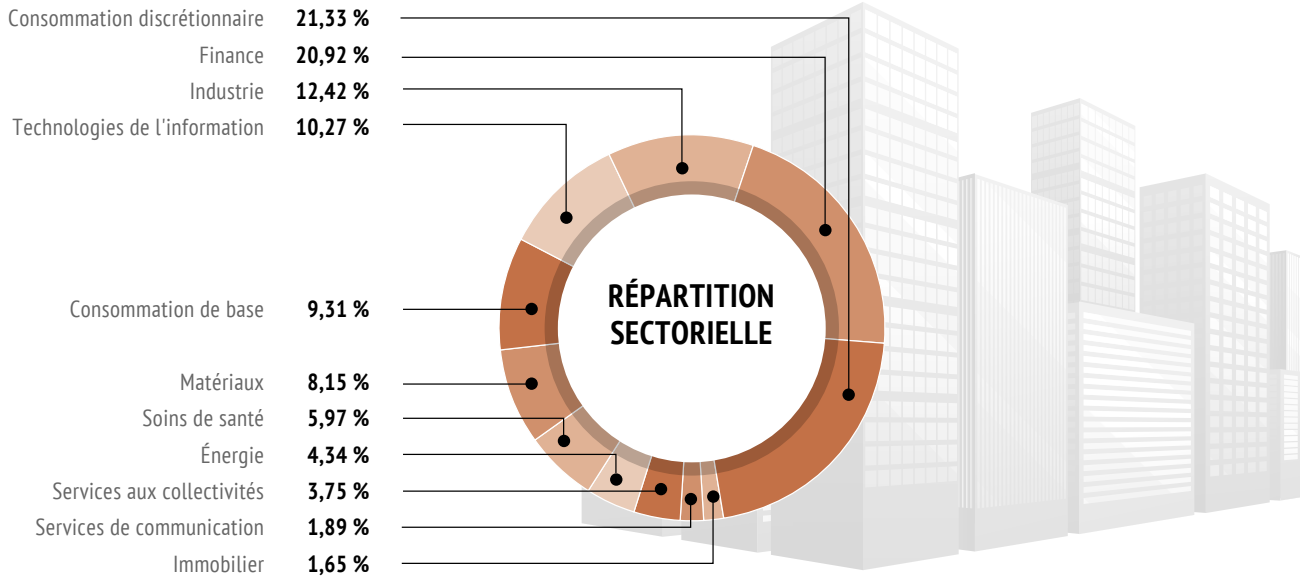 Consommation discrétionnaire 21,33 %
Finance 20,92 %
Industrie 12,42 %
Technologies de l'information 10,27 %
Consommation de base 9,31 %
Matériaux 8,15 %
Soins de santé 5,97 %
Énergie 4,34 %
Services aux collectivités 3,75 %
Services de communication 1,89 %
Immobilier 1,65 %
RÉPARTITION
SECTORIELLE